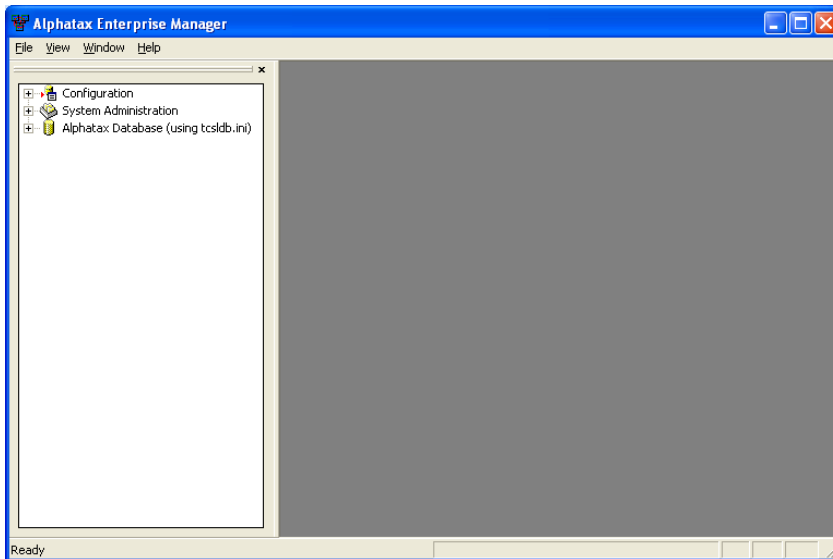 Alphatax Enterprise Manager
File View Window Help
Configuration
System Administration
Alphatax Database (using tcsldb.ini)
Ready